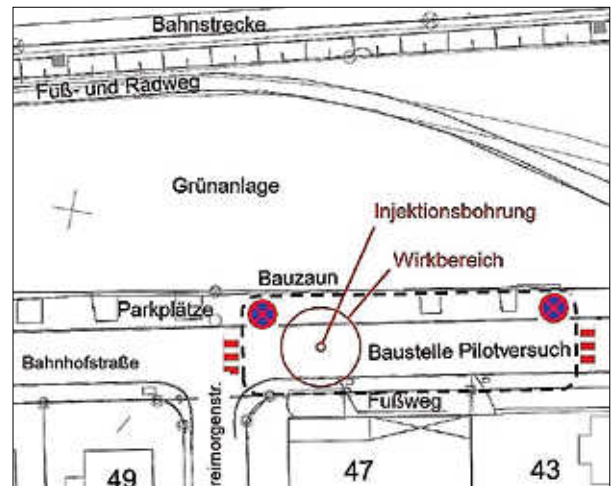 Bahnstrecke
Fuß- und Radweg
Grünanlage
Injektionsbohrung
Wirkbereich
Bauzaun
Parkplätze
Baustelle Pilotversuch
Bahnhofstraße
Fußweg
reimorgenstr.
49
47
43